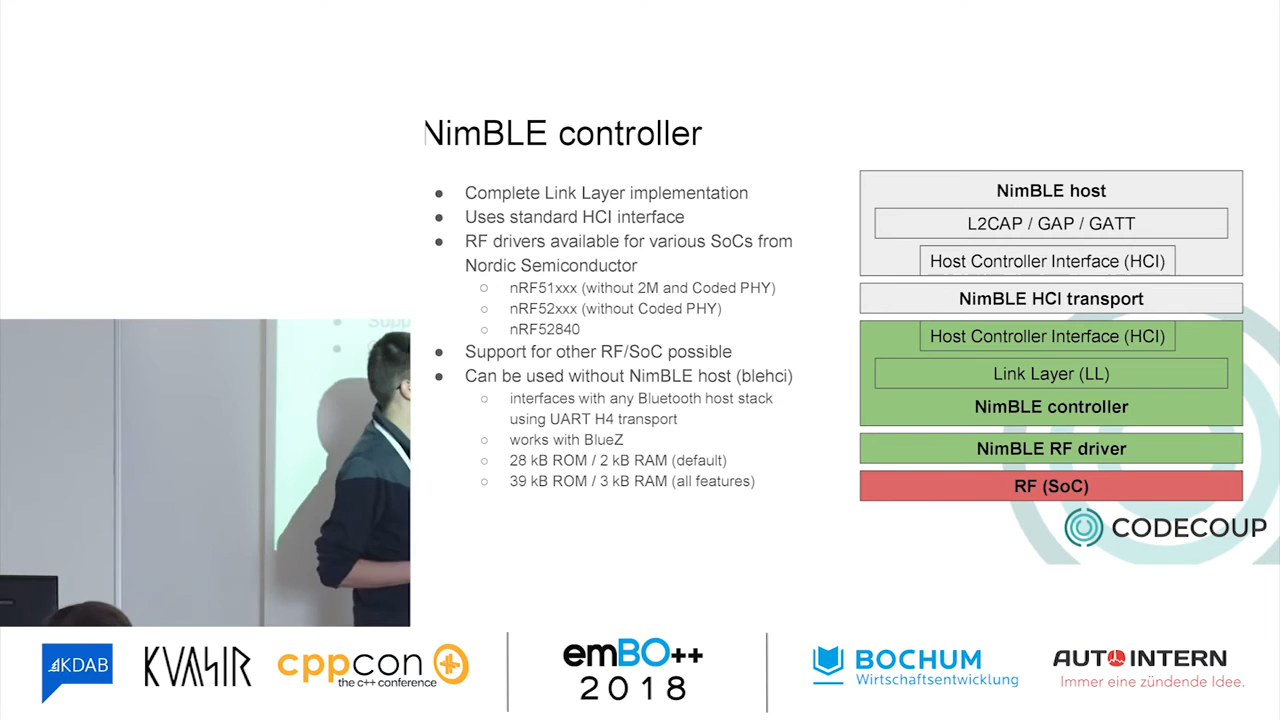 NimBLE controller
● Complete Link Layer implementation
● Uses standard HCI interface
● RF drivers available for various SoCs from
Nordic Semiconductor
○ nRF51xxx (without 2M and Coded PHY)
○ nRF52xxx (without Coded PHY)
○ nRF52840
● Support for other RF/SoC possible
● Can be used without NimBLE host (blehci)
○ interfaces with any Bluetooth host stack
using UART H4 transport
○ works with BlueZ
○ 28 kB ROM / 2 kB RAM (default)
○ 39 kB ROM / 3 kB RAM (all features)
NimBLE host
L2CAP / GAP / GATT
Host Controller Interface (HCI)
NimBLE HCI transport
Host Controller Interface (HCI)
Link Layer (LL)
NimBLE controller
NimBLE RF driver
RF (SoC)
CODECOUP
KDAB
KVASIR
cppcon
the c++ conference
emBO++
2018
BOCHUM
Wirtschaftsentwicklung
AUTOINTERN
Immer eine zündende Idee.